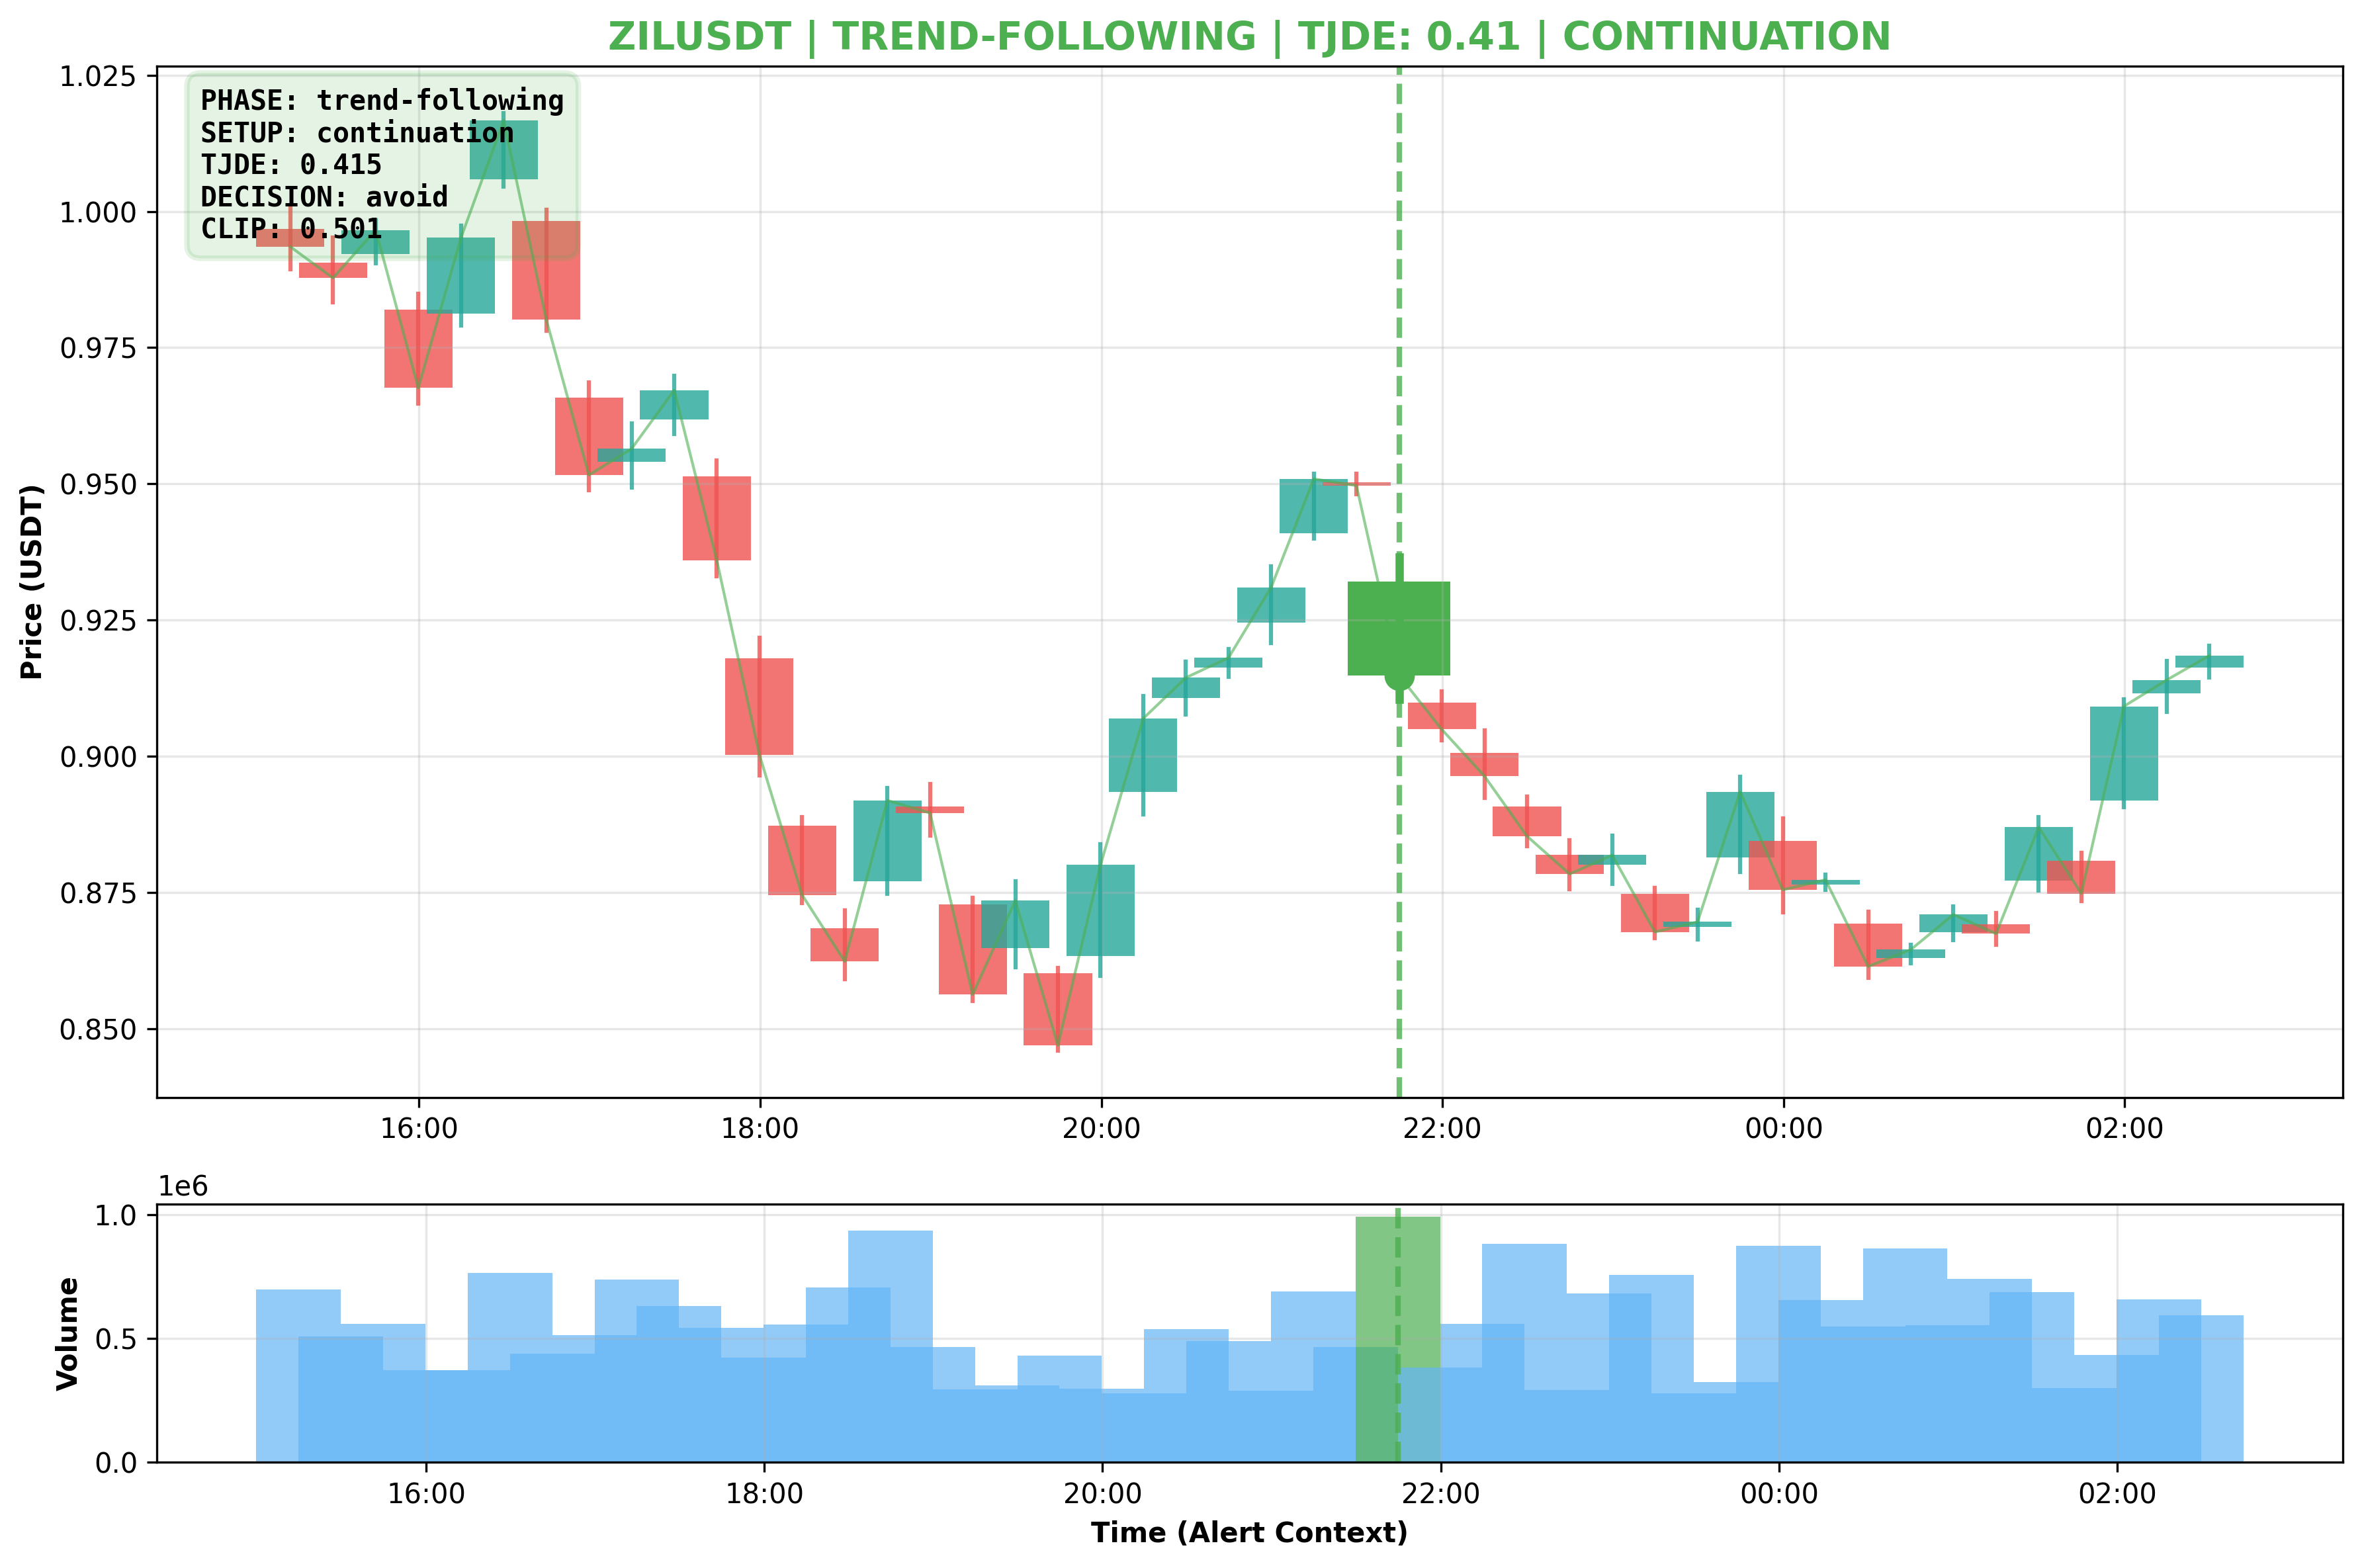 ZILUSDT | TREND-FOLLOWING | TJDE: 0.41 | CONTINUATION
PHASE: trend-following
SETUP: continuation
TJDE: 0.415
DECISION: avoid
CLIP: 0.501
Price (USDT)
1.025
1.000
0.975
0.950
0.925
0.900
0.875
0.850
16:00 18:00 20:00 22:00 00:00 02:00
1e6
Volume
1.0
0.5
0.0
16:00 18:00 20:00 22:00 00:00 02:00
Time (Alert Context)